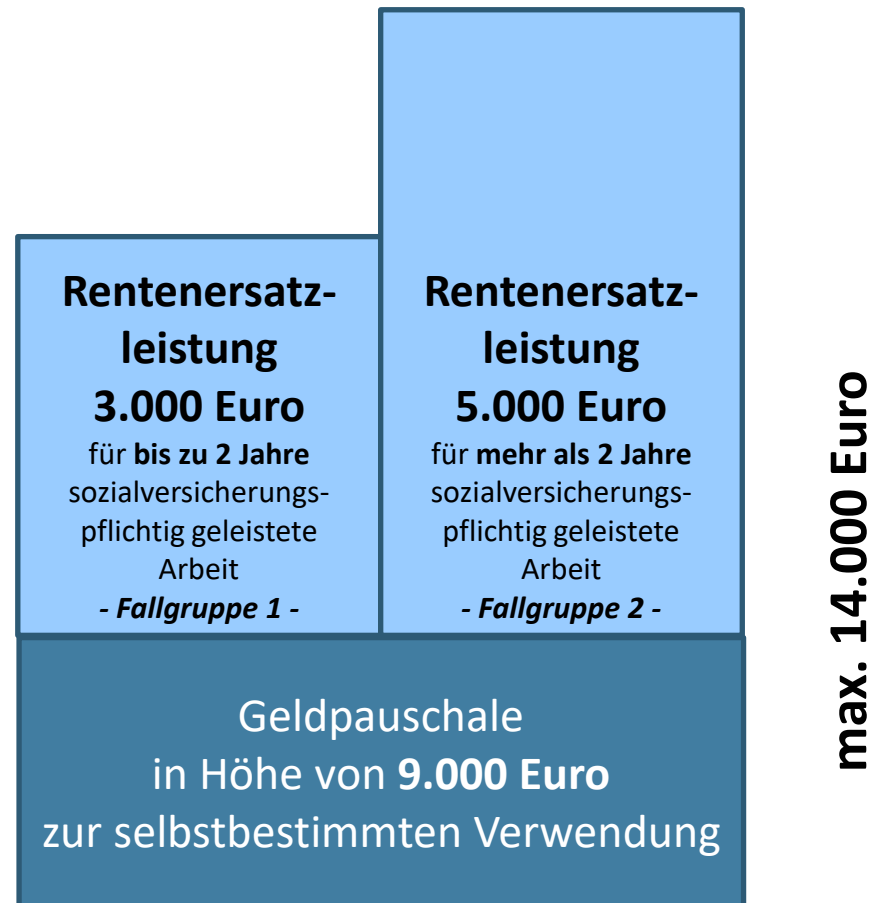 Rentenersatz-
leistung
3.000 Euro
für bis zu 2 Jahre
sozialversicherungs-
pflichtig geleistete
Arbeit
- Fallgruppe 1 -
Rentenersatz-
leistung
5.000 Euro
für mehr als 2 Jahre
sozialversicherungs-
pflichtig geleistete
Arbeit
- Fallgruppe 2 -
Geldpauschale
in Höhe von 9.000 Euro
zur selbstbestimmten Verwendung
max. 14.000 Euro